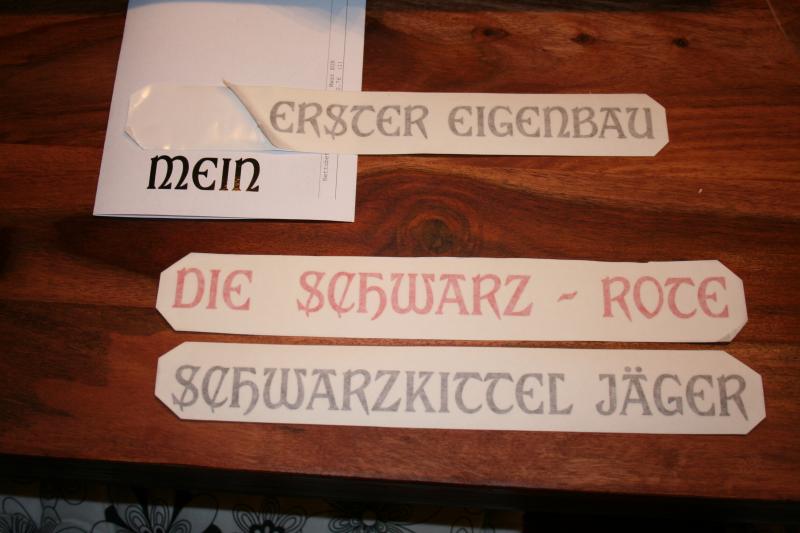 ERSTER EIGENBAU
MEIN
DIE SCHWARZ - ROTE
SCHWARZKITTEL JÄGER